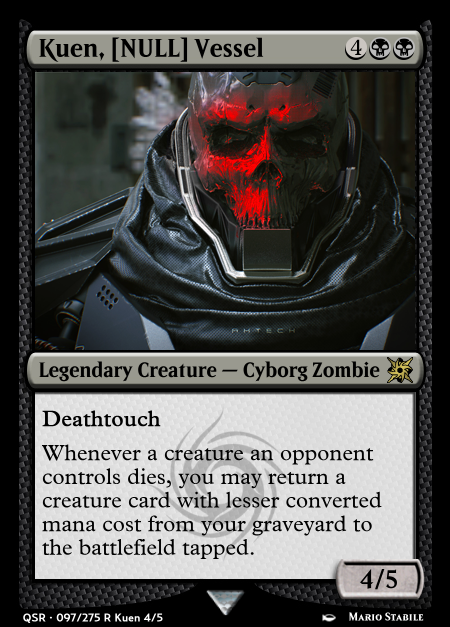 Kuen, [NULL] Vessel 4
AHTECH
Legendary Creature — Cyborg Zombie
Deathtouch
Whenever a creature an opponent
controls dies, you may return a
creature card with lesser converted
mana cost from your graveyard to
the battlefield tapped.
4/5
QSR · 097/275 R Kuen 4/5
Mario Stabile